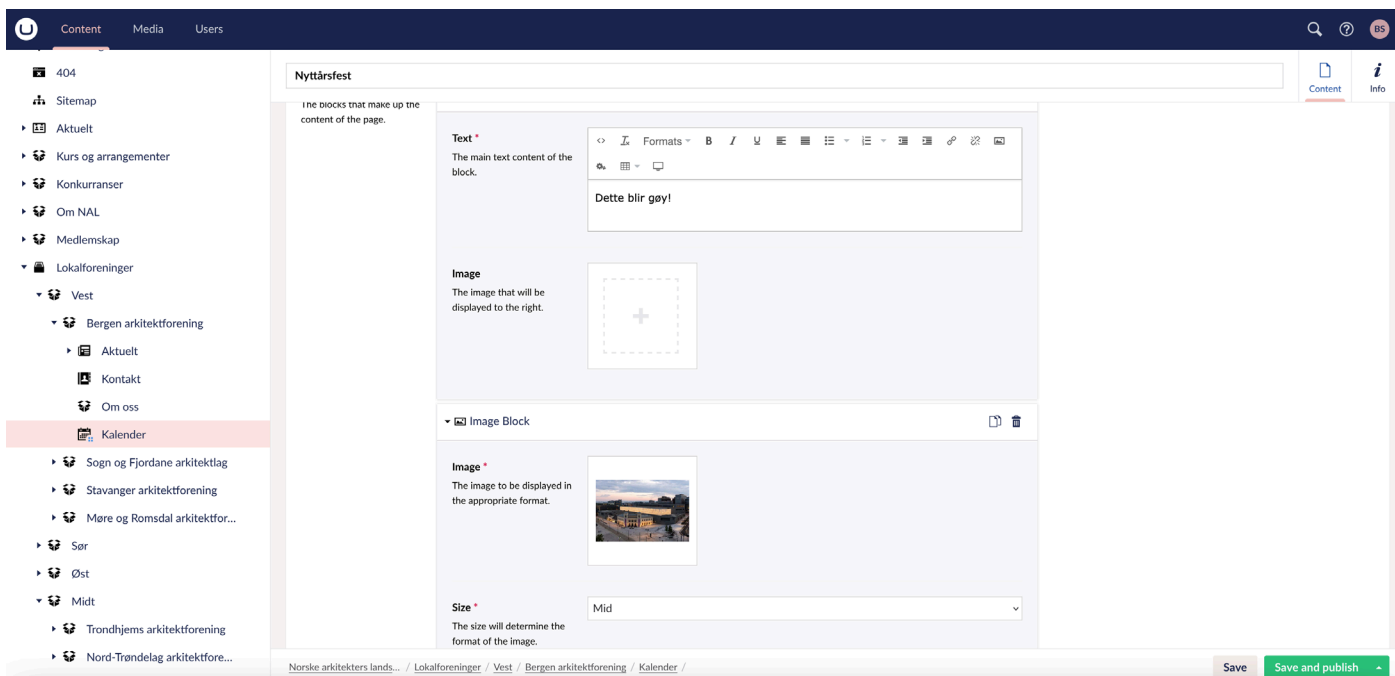 Content Media Users BS
404
Sitemap
Aktuelt
Kurs og arrangementer
Konkurranser
Om NAL
Medlemskap
Lokalforeninger
Vest
Bergen arkitektforening
Aktuelt
Kontakt
Om oss
Kalender
Sogn og Fjordane arkitektlag
Stavanger arkitektforening
Møre og Romsdal arkitektfor...
Sør
Øst
Midt
Trondhjems arkitektforening
Nord-Trøndelag arkitektfore...
Nyttårsfest
Content Info
The blocks that make up the
content of the page.
Text *
The main text content of the
block.
Formats B I U
Dette blir gøy!
Image
The image that will be
displayed to the right.
Image Block
Image *
The image to be displayed in
the appropriate format.
Size *
The size will determine the
format of the image.
Mid
Norske arkitekters lands... / Lokalforeninger / Vest / Bergen arkitektforening / Kalender /
Save Save and publish